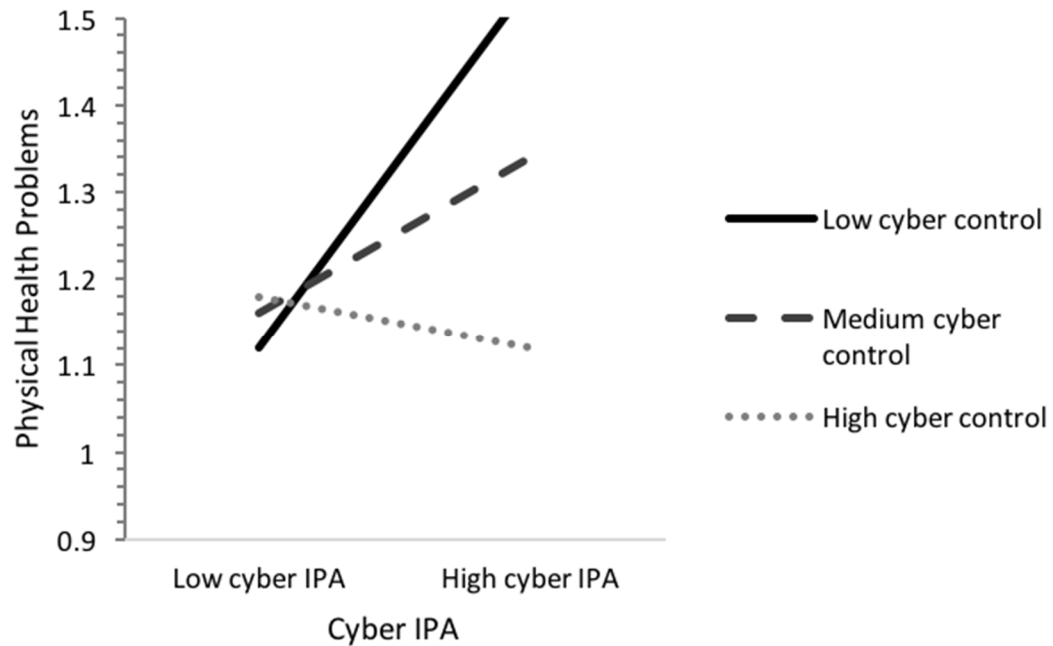 1.5
1.4
1.3
1.2
1.1
1
0.9
Physical Health Problems
Low cyber IPA
High cyber IPA
Cyber IPA
Low cyber control
Medium cyber
control
High cyber control